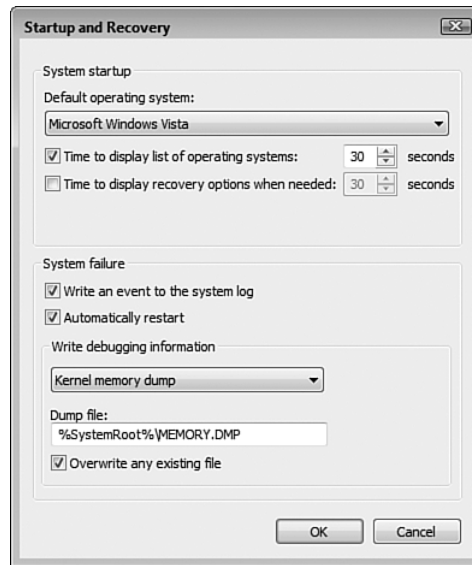 Startup and Recovery
System startup
Default operating system:
Microsoft Windows Vista
Time to display list of operating systems: 30 seconds
Time to display recovery options when needed: 30 seconds
System failure
Write an event to the system log
Automatically restart
Write debugging information
Kernel memory dump
Dump file:
%SystemRoot%\MEMORY.DMP
Overwrite any existing file
OK Cancel